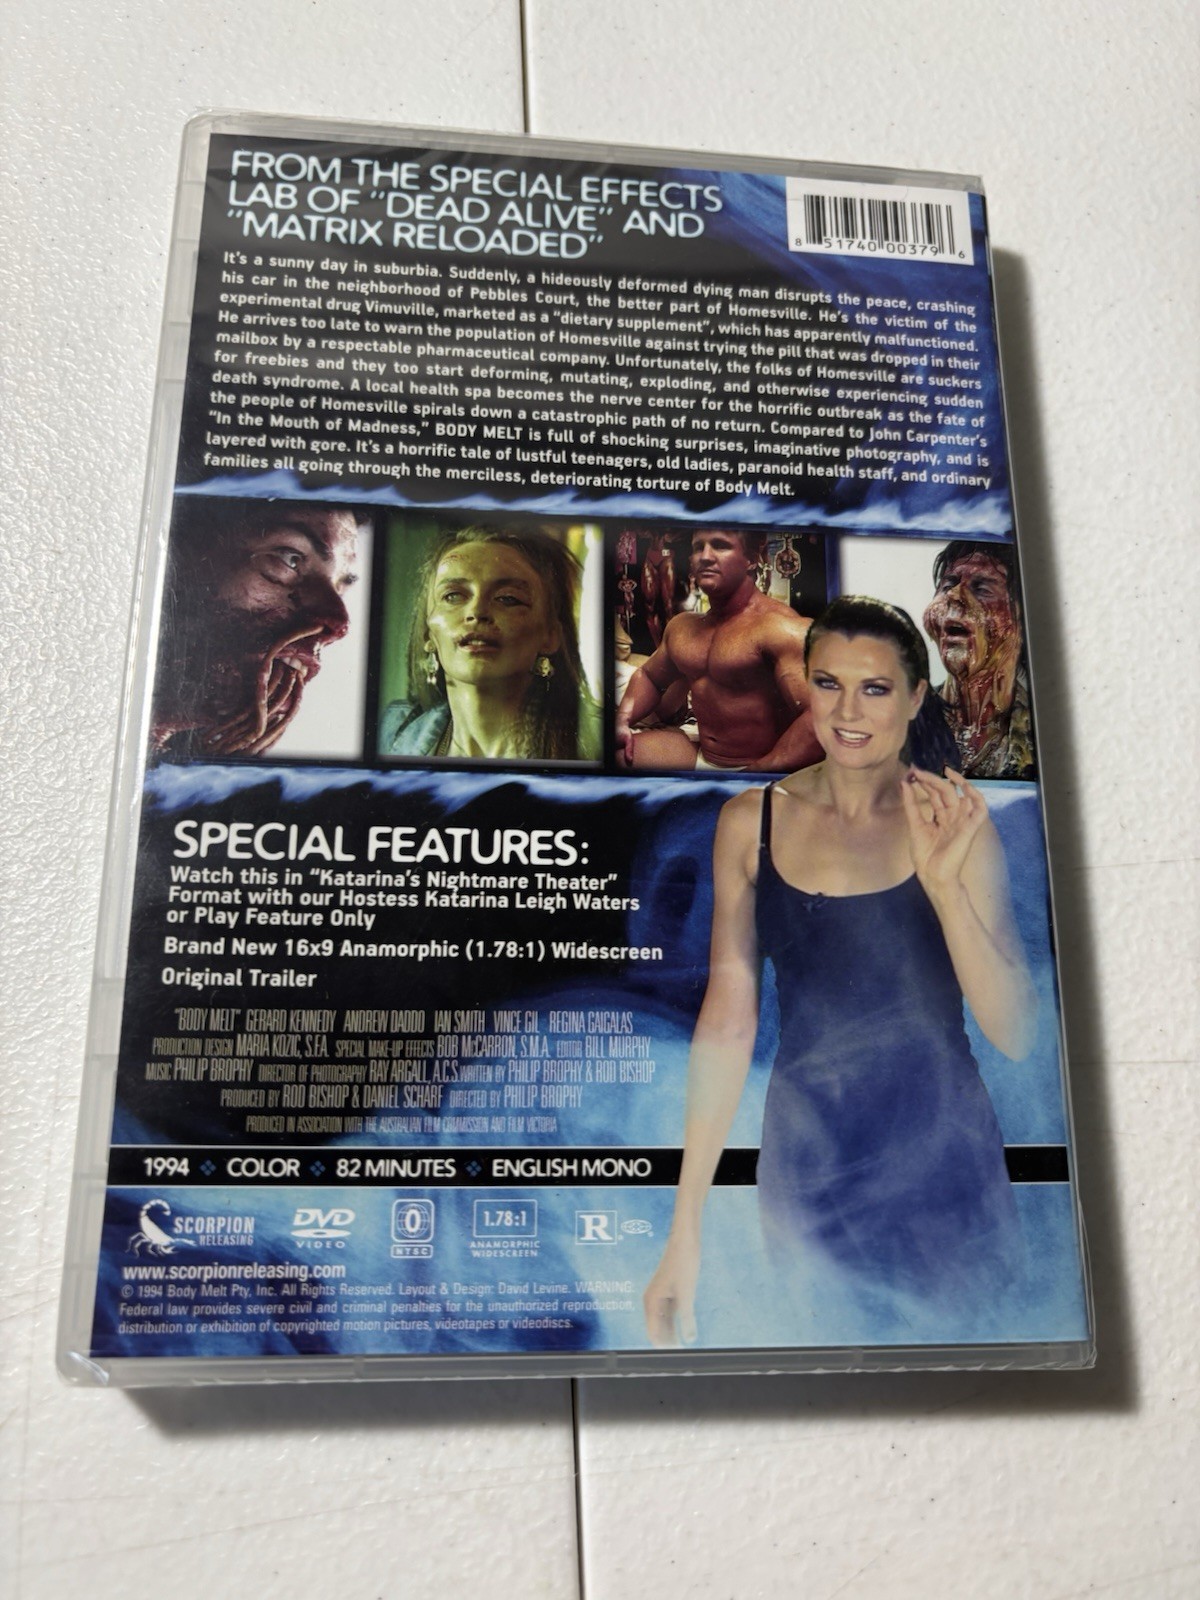 FROM THE SPECIAL EFFECTS
LAB OF "DEAD ALIVE" AND
"MATRIX RELOADED"
8 51740 00379 6
It's a sunny day in suburbia. Suddenly, a hideously deformed dying man disrupts the peace, crashing
his car in the neighborhood of Pebbles Court, the better part of Homesville. He's the victim of the
experimental drug Vimuville, marketed as a "dietary supplement", which has apparently malfunctioned.
He arrives too late to warn the population of Homesville against trying the pill that was dropped in their
mailbox by a respectable pharmaceutical company. Unfortunately, the folks of Homesville are suckers
for freebies and they too start deforming, mutating, exploding, and otherwise experiencing sudden
death syndrome. A local health spa becomes the nerve center for the horrific outbreak as the fate of
the people of Homesville spirals down a catastrophic path of no return. Compared to John Carpenter's
"In the Mouth of Madness," BODY MELT is full of shocking surprises, imaginative photography, and is
layered with gore. It's a horrific tale of lustful teenagers, old ladies, paranoid health staff, and ordinary
families all going through the merciless, deteriorating torture of Body Melt.
SPECIAL FEATURES:
Watch this in "Katarina's Nightmare Theater"
Format with our Hostess Katarina Leigh Waters
or Play Feature Only
Brand New 16x9 Anamorphic (1.78:1) Widescreen
Original Trailer
"BODY MELT" GERARD KENNEDY ANDREW DADDO IAN SMITH VINCE GIL REGINA GAIGALAS
PRODUCTION DESIGN MARIA KOZIC, S.F.A. SPECIAL MAKE-UP EFFECTS BOB McCARRON, S.M.A. EDITOR BILL MURPHY
MUSIC PHILIP BROPHY DIRECTOR OF PHOTOGRAPHY RAY ARGALL, A.C.S. WRITTEN BY PHILIP BROPHY & ROD BISHOP
PRODUCED BY ROD BISHOP & DANIEL SCHARF DIRECTED BY PHILIP BROPHY
PRODUCED IN ASSOCIATION WITH THE AUSTRALIAN FILM COMMISSION AND FILM VICTORIA
1994 ❖ COLOR ❖ 82 MINUTES ❖ ENGLISH MONO
SCORPION
RELEASING
DVD
VIDEO
0
NTSC
1.78:1
ANAMORPHIC
WIDESCREEN
R
www.scorpionreleasing.com
© 1994 Body Melt Pty, Inc. All Rights Reserved. Layout & Design: David Levine. WARNING:
Federal law provides severe civil and criminal penalties for the unauthorized reproduction,
distribution or exhibition of copyrighted motion pictures, videotapes or videodiscs.